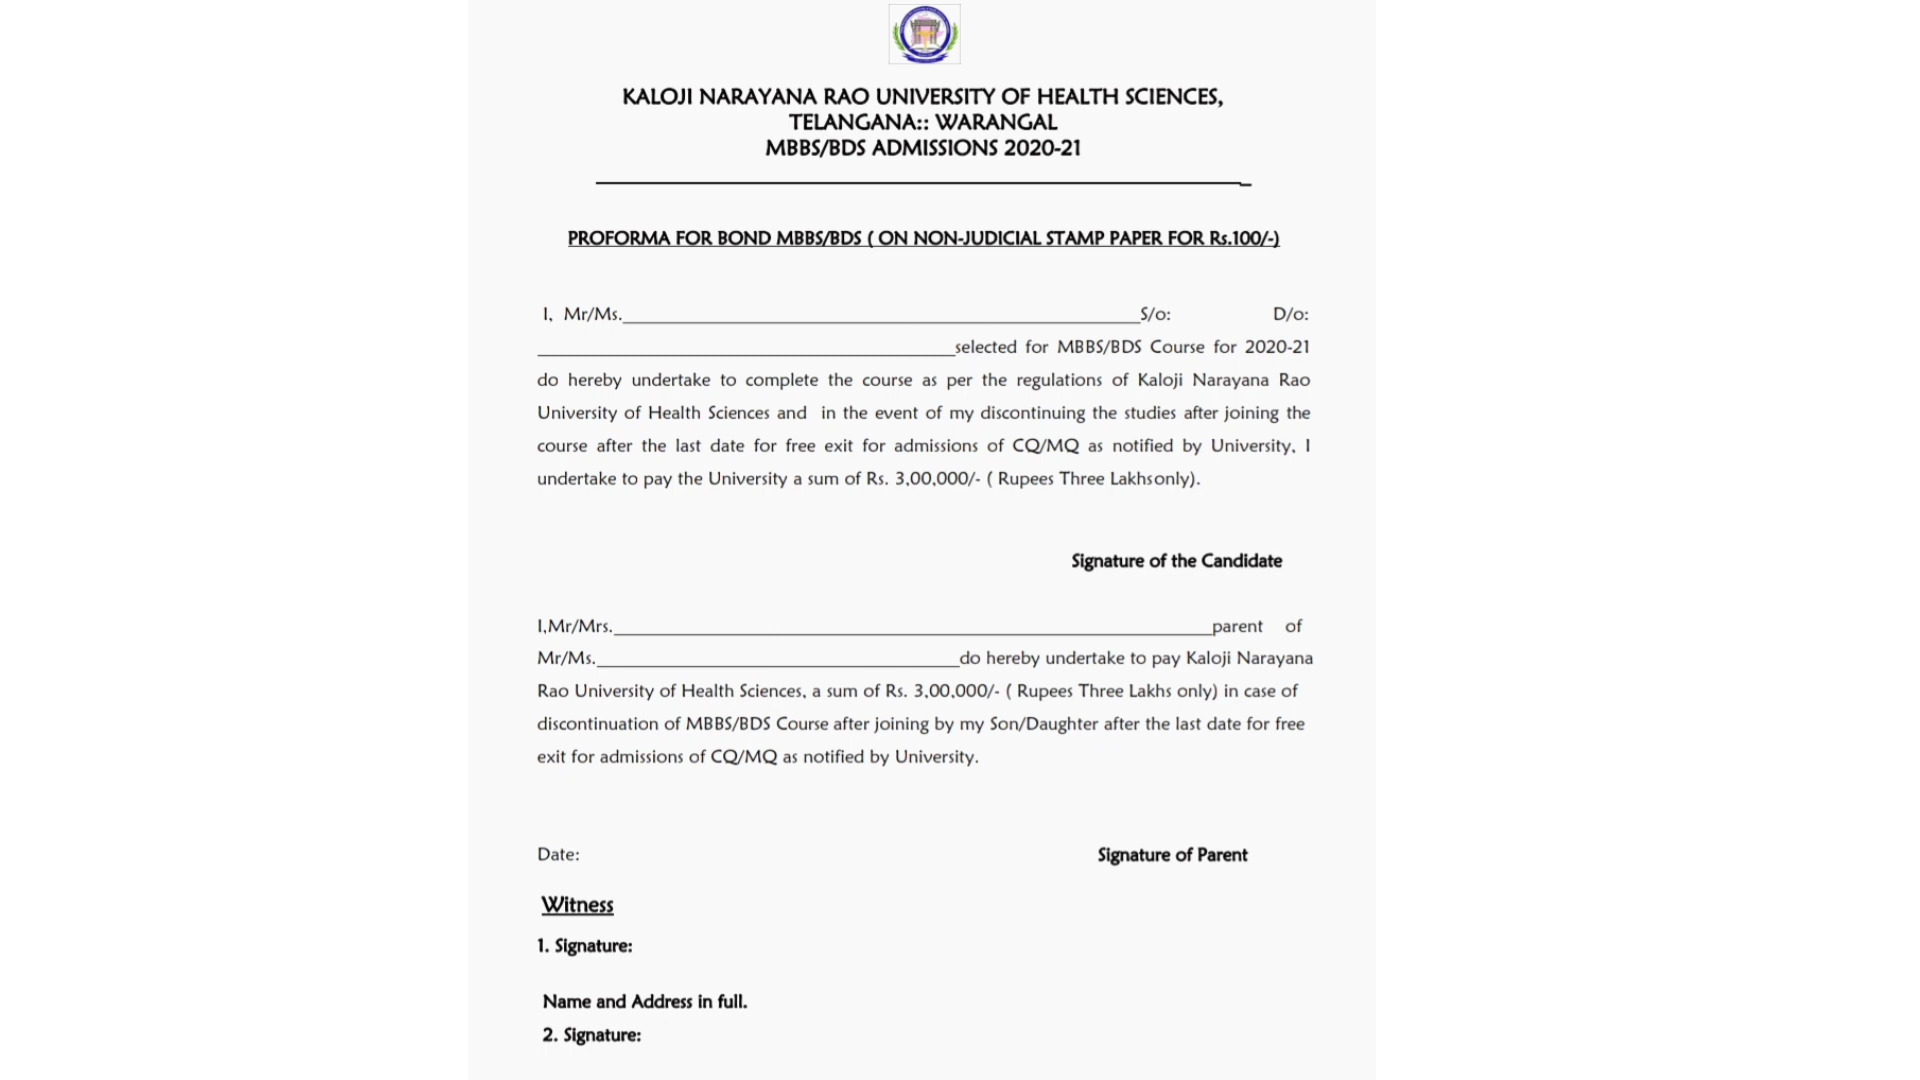 KALOJI NARAYANA RAO UNIVERSITY OF HEALTH SCIENCES,
TELANGANA:: WARANGAL
MBBS/BDS ADMISSIONS 2020-21
PROFORMA FOR BOND MBBS/BDS ( ON NON-JUDICIAL STAMP PAPER FOR Rs.100/-)
I, Mr/Ms.____________________________________________________S/o: D/o:
__________________________________________selected for MBBS/BDS Course for 2020-21
do hereby undertake to complete the course as per the regulations of Kaloji Narayana Rao
University of Health Sciences and in the event of my discontinuing the studies after joining the
course after the last date for free exit for admissions of CQ/MQ as notified by University, I
undertake to pay the University a sum of Rs. 3,00,000/- ( Rupees Three Lakhsonly).
Signature of the Candidate
I,Mr/Mrs.____________________________________________________________parent of
Mr/Ms.____________________________________do hereby undertake to pay Kaloji Narayana
Rao University of Health Sciences, a sum of Rs. 3,00,000/- ( Rupees Three Lakhs only) in case of
discontinuation of MBBS/BDS Course after joining by my Son/Daughter after the last date for free
exit for admissions of CQ/MQ as notified by University.
Date: Signature of Parent
Witness
1. Signature:
Name and Address in full.
2. Signature: